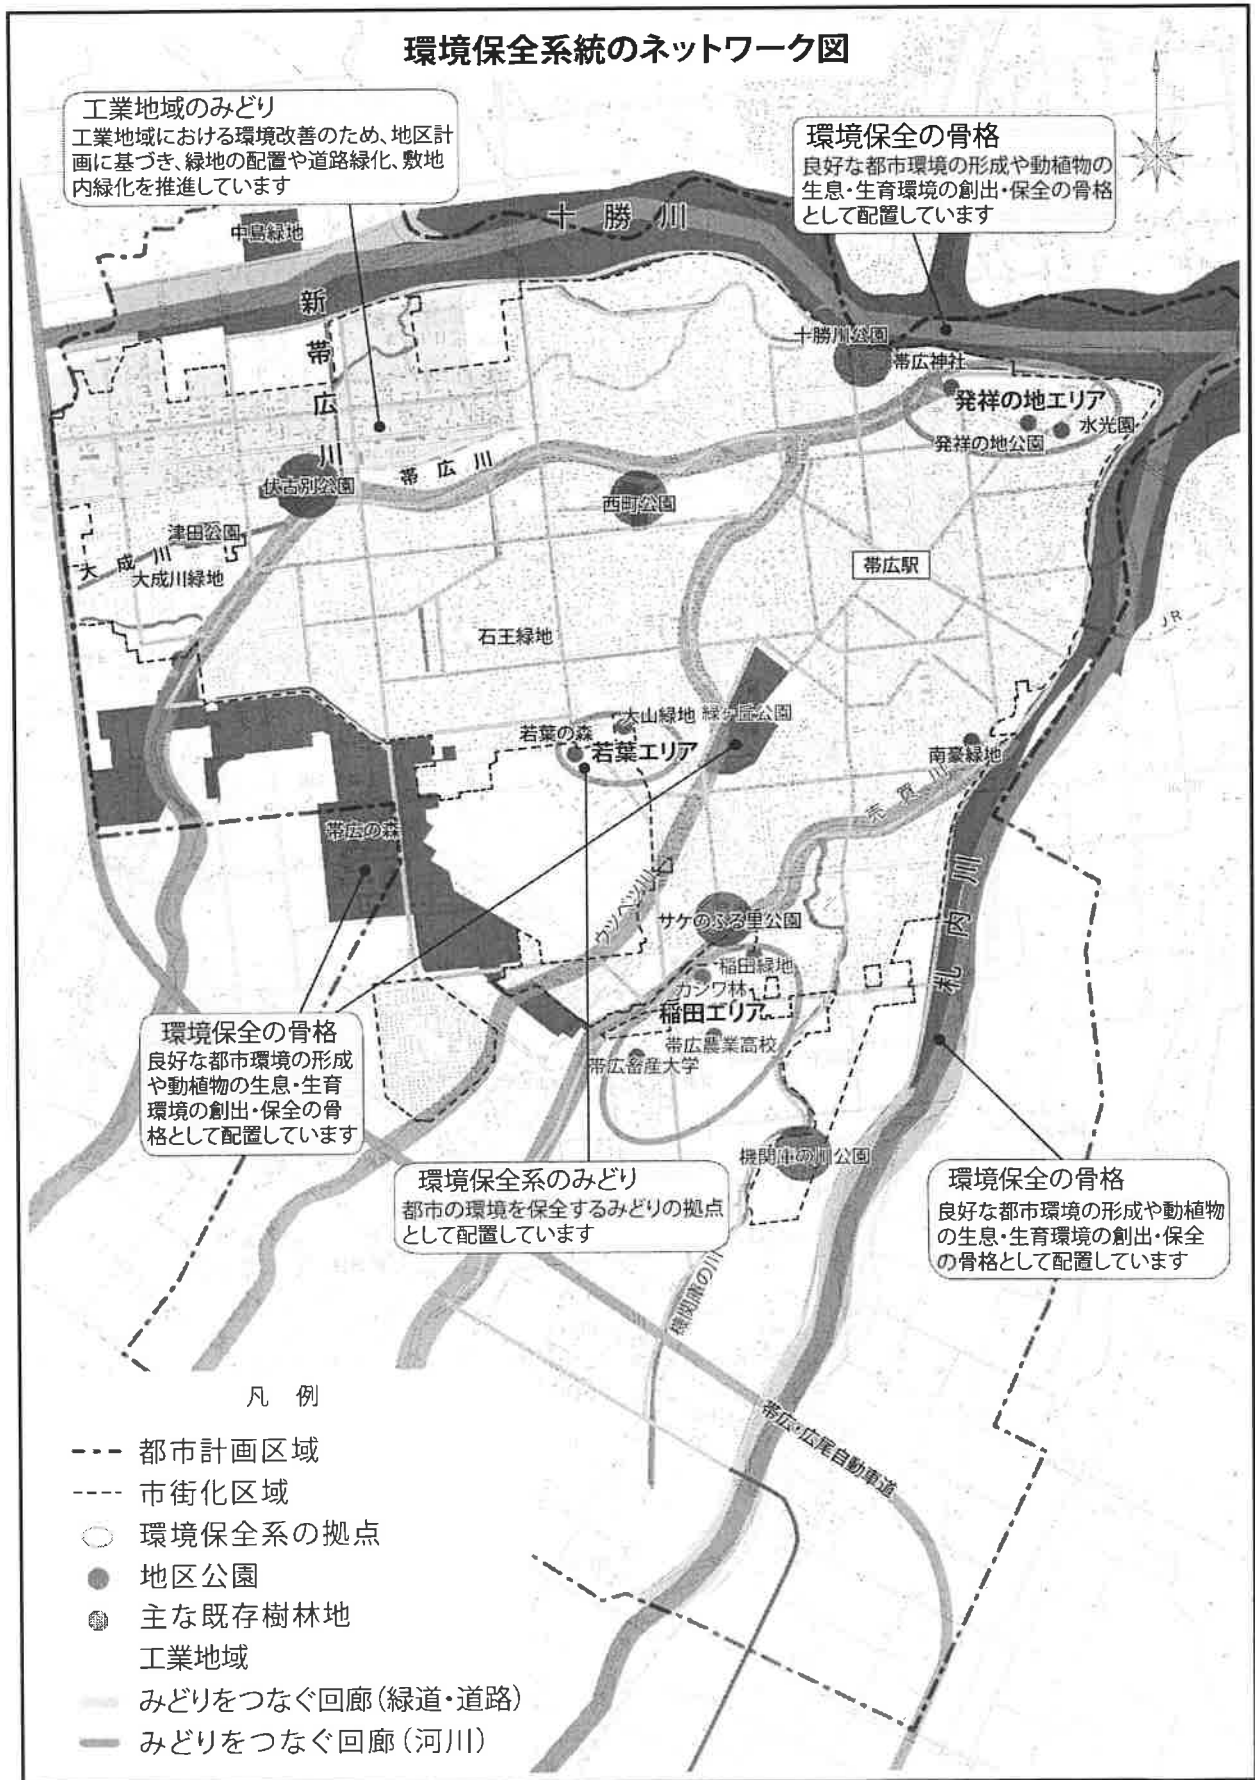 環境保全系統のネットワーク図
工業地域のみどり
工業地域における環境改善のため、地区計
画に基づき、緑地の配置や道路緑化、敷地
内緑化を推進しています
環境保全の骨格
良好な都市環境の形成や動植物の
生息・生育環境の創出・保全の骨格
として配置しています
中島緑地
十勝川
新帯広川
十勝川公園
帯広神社
発祥の地エリア
水光園
発祥の地公園
帯広川
伏古別公園
西町公園
津田公園
大成川
大成川緑地
帯広駅
石王緑地
JR
大山緑地
緑ヶ丘公園
若葉の森
若葉エリア
南豪緑地
売買川
帯広の森
札内川
ウツベツ川
サケのふる里公園
稲田緑地
カシワ林
稲田エリア
帯広農業高校
帯広畜産大学
環境保全の骨格
良好な都市環境の形成
や動植物の生息・生育
環境の創出・保全の骨
格として配置しています
機関庫の川公園
環境保全系のみどり
都市の環境を保全するみどりの拠点
として配置しています
環境保全の骨格
良好な都市環境の形成や動植物
の生息・生育環境の創出・保全
の骨格として配置しています
機関庫の川
帯広・広尾自動車道
凡例
都市計画区域
市街化区域
環境保全系の拠点
地区公園
主な既存樹林地
工業地域
みどりをつなぐ回廊(緑道・道路)
みどりをつなぐ回廊(河川)